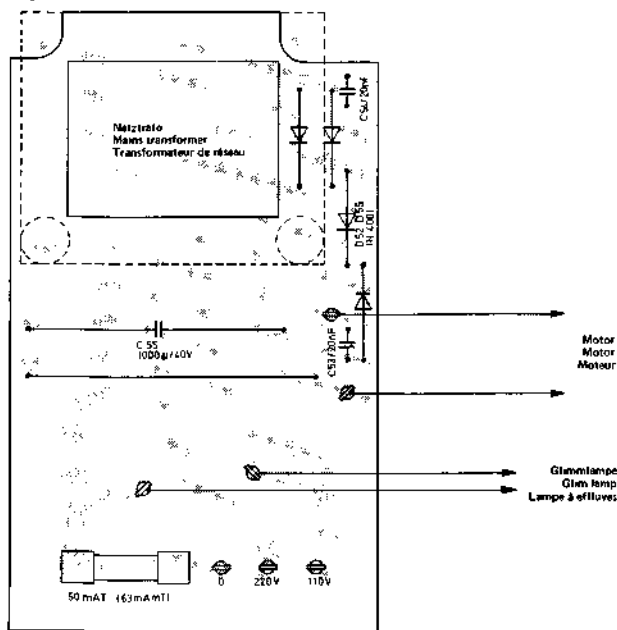 C 54/20nF
Netztrafo
Mains transformer
Transformateur de réseau
D52 D55
1N 4001
C 55
1000µ/40V
C53/20nF
Motor
Motor
Moteur
Glimmlampe
Glim lamp
Lampe à effluves
0
220V
110V
50 mAT (63mAmT)